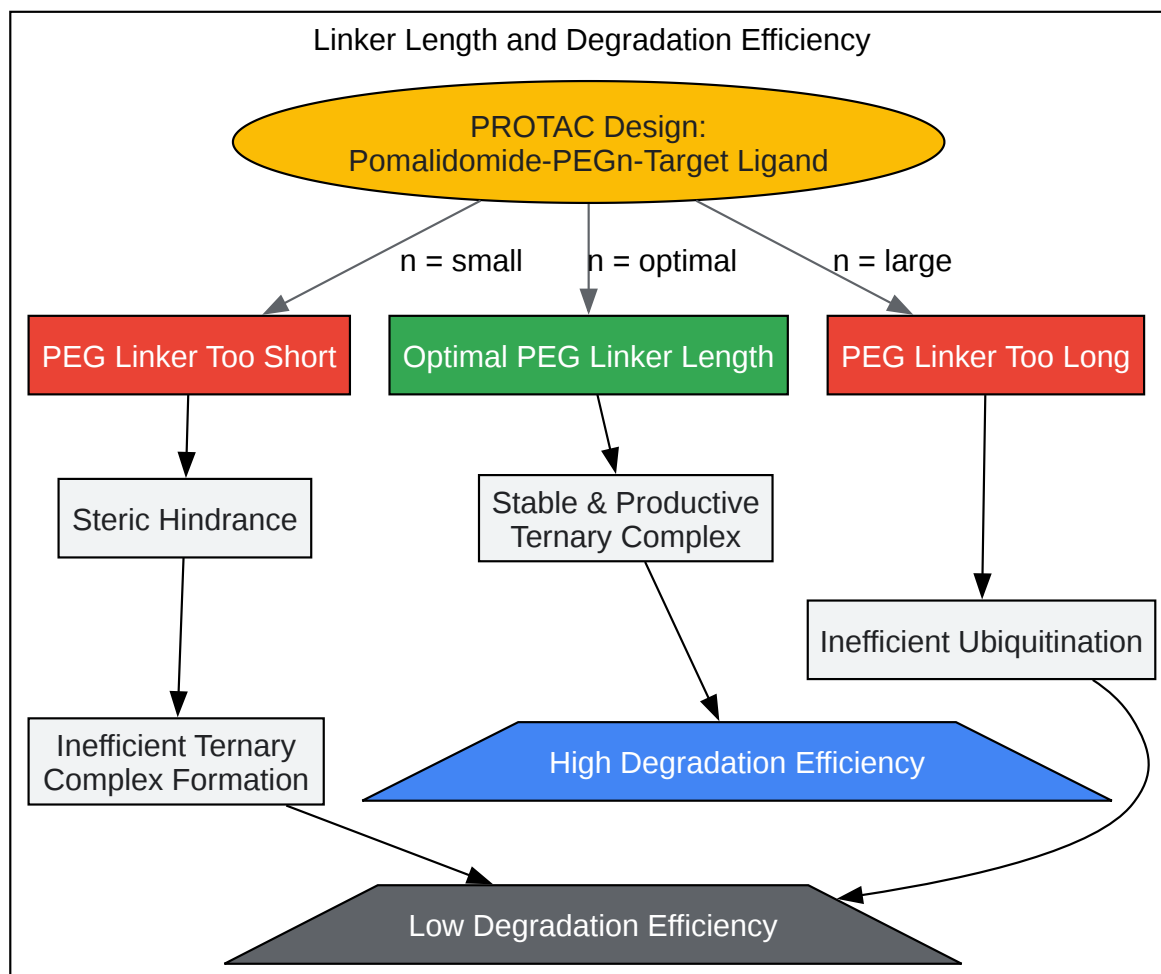 Linker Length and Degradation Efficiency
PROTAC Design:
Pomalidomide-PEGn-Target Ligand
n = small
n = optimal
n = large
PEG Linker Too Short
Optimal PEG Linker Length
PEG Linker Too Long
Steric Hindrance
Stable & Productive
Ternary Complex
Inefficient Ubiquitination
Inefficient Ternary
Complex Formation
High Degradation Efficiency
Low Degradation Efficiency